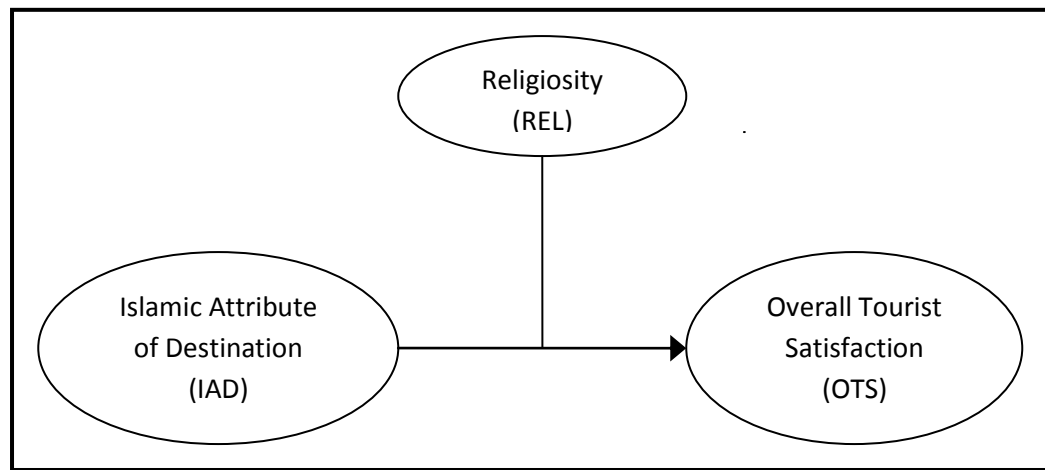 Religiosity
(REL)
Islamic Attribute
of Destination
(IAD)
Overall Tourist
Satisfaction
(OTS)